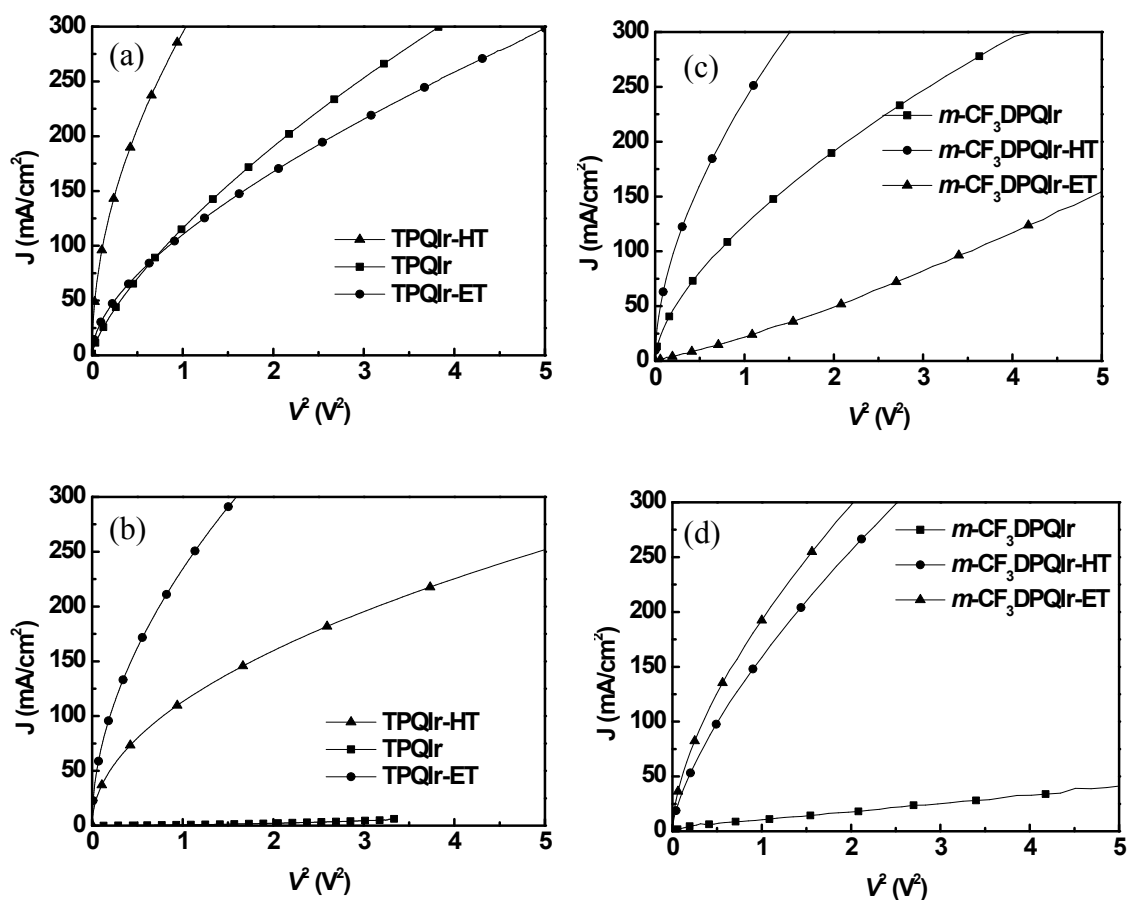 (a)
300
250
200
150
100
50
0
J (mA/cm²)
TPQIr-HT
TPQIr
TPQIr-ET
0 1 2 3 4 5
V² (V²)
(c)
300
250
200
150
100
50
0
J (mA/cm²)
m-CF₃DPQIr
m-CF₃DPQIr-HT
m-CF₃DPQIr-ET
0 1 2 3 4 5
V² (V²)
(b)
300
250
200
150
100
50
0
J (mA/cm²)
TPQIr-HT
TPQIr
TPQIr-ET
0 1 2 3 4 5
V² (V²)
(d)
300
250
200
150
100
50
0
J (mA/cm²)
m-CF₃DPQIr
m-CF₃DPQIr-HT
m-CF₃DPQIr-ET
0 1 2 3 4 5
V² (V²)